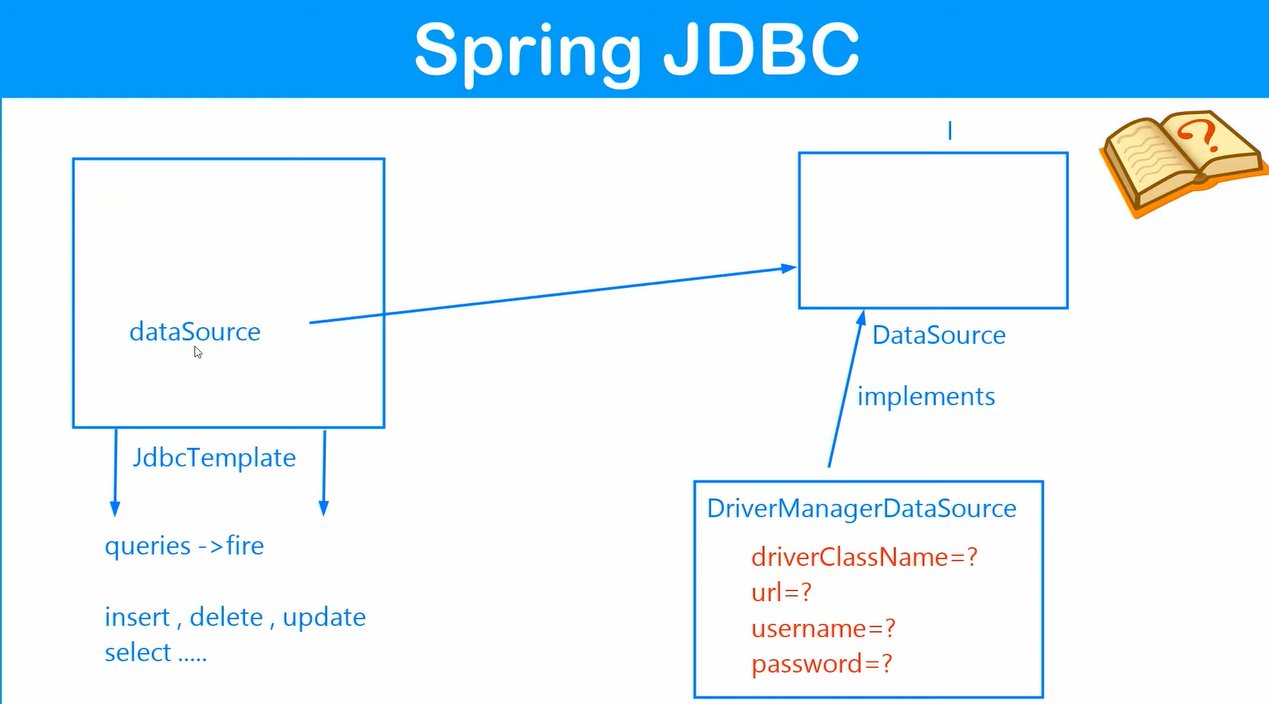 Spring JDBC
I
?
dataSource
JdbcTemplate
queries ->fire
insert , delete , update
select .....
DataSource
implements
DriverManagerDataSource
driverClassName=?
url=?
username=?
password=?